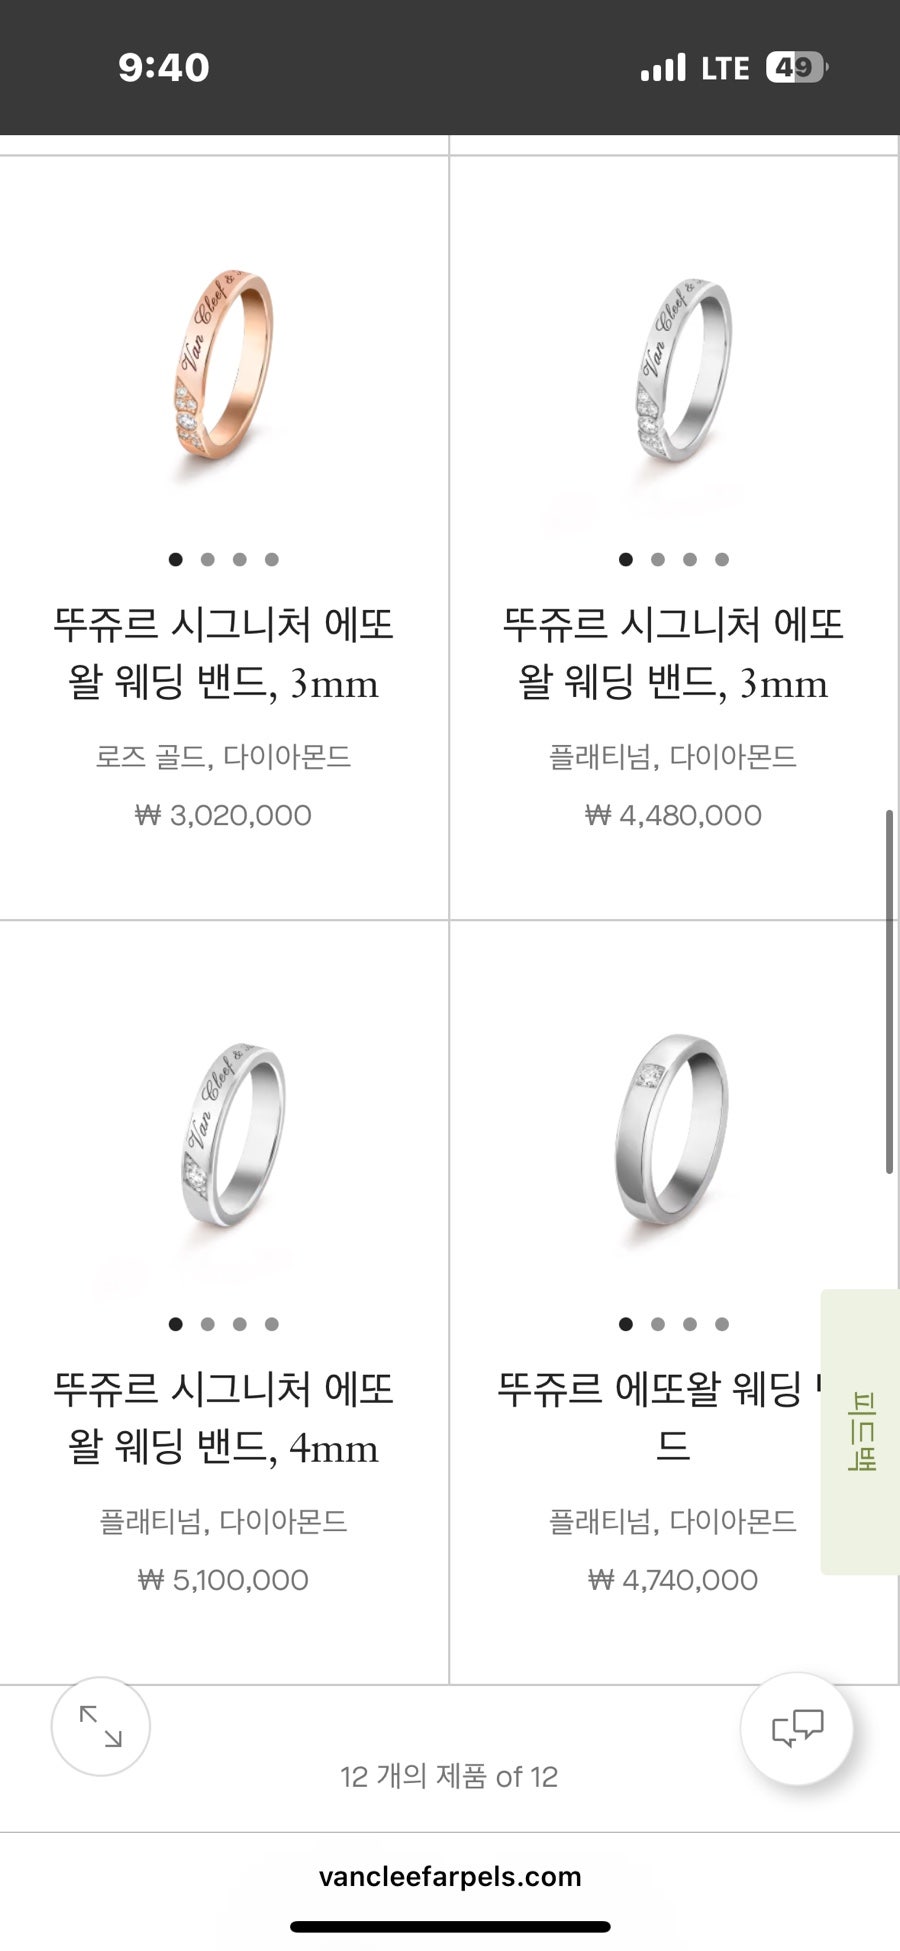 9:40
LTE 49
Van Cleef &
Van Cleef &
뚜쥬르 시그니처 에또
왈 웨딩 밴드, 3mm
로즈 골드, 다이아몬드
₩ 3,020,000
뚜쥬르 시그니처 에또
왈 웨딩 밴드, 3mm
플래티넘, 다이아몬드
₩ 4,480,000
Van Cleef &
뚜쥬르 시그니처 에또
왈 웨딩 밴드, 4mm
플래티넘, 다이아몬드
₩ 5,100,000
뚜쥬르 에또왈 웨딩
드
플래티넘, 다이아몬드
₩ 4,740,000
피드백
12 개의 제품 of 12
vancleefarpels.com